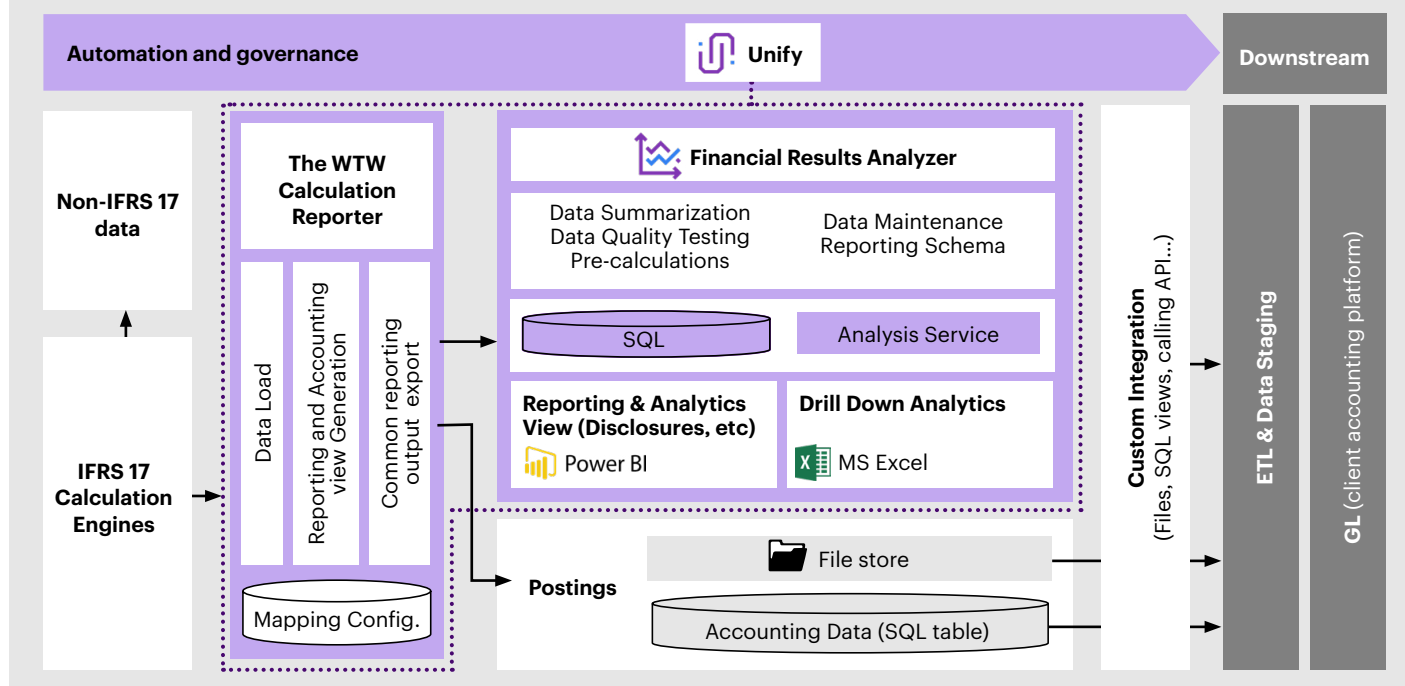 Automation and governance
Unify
Downstream
Non-IFRS 17
data
IFRS 17
Calculation
Engines
The WTW
Calculation
Reporter
Data Load
Reporting and Accounting
view Generation
Common reporting
output export
Mapping Config.
Financial Results Analyzer
Data Summarization
Data Quality Testing
Pre-calculations
Data Maintenance
Reporting Schema
SQL
Analysis Service
Reporting & Analytics
View (Disclosures, etc)
Power BI
Drill Down Analytics
MS Excel
Postings
File store
Accounting Data (SQL table)
Custom Integration
(Files, SQL views, calling API...)
ETL & Data Staging
GL (client accounting platform)